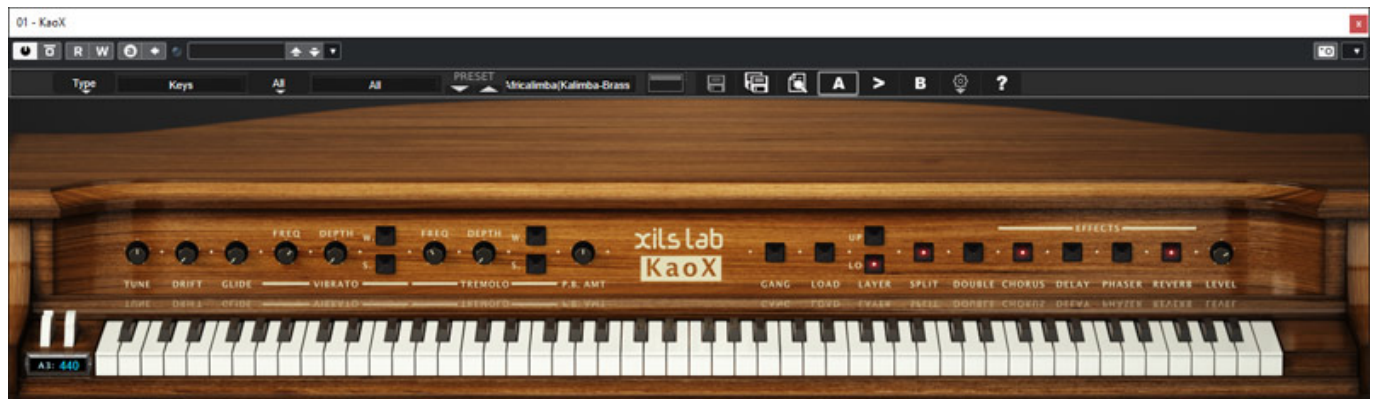 01 - KaoX
x
R W
Type Keys All All PRESET Africalimba(Kalimba-Brass A > B ?
FREQ DEPTH W. FREQ DEPTH W. xils lab UP EFFECTS
S. S. KaoX LO
TUNE DRIFT GLIDE VIBRATO TREMOLO P.B. AMT GANG LOAD LAYER SPLIT DOUBLE CHORUS DELAY PHASER REVERB LEVEL
A3: 440